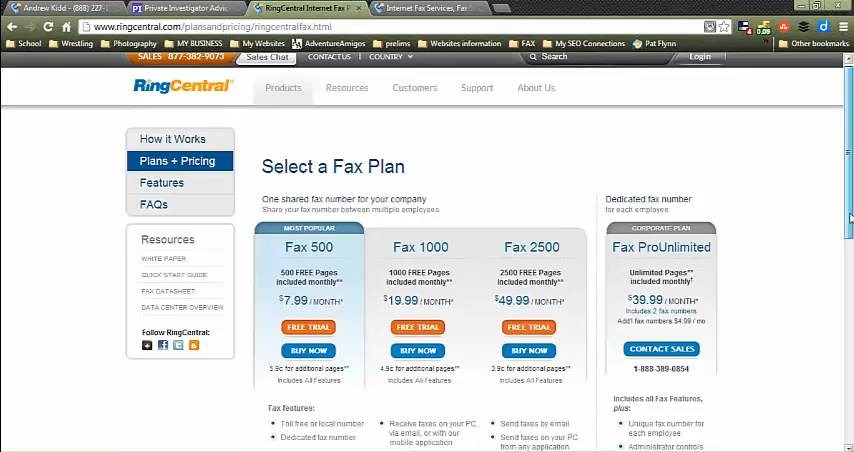 Andrew Kidd - (888) 227-
Private Investigator Advic
RingCentral Internet Fax P
Internet Fax Services, Fax
www.ringcentral.com/plansandpricing/ringcentralfax.html
School
Wrestling
Photography
MY BUSINESS
My Websites
AdventureAmigos
prelims
Websites information
FAX
My SEO Connections
Pat Flynn
Other bookmarks
SALES 877-382-9073
Sales Chat
CONTACT US
COUNTRY
Search
Login
RingCentral
Products
Resources
Customers
Support
About Us
How it Works
Plans + Pricing
Features
FAQs
Resources
WHITE PAPER
QUICK START GUIDE
FAX DATASHEET
DATA CENTER OVERVIEW
Follow RingCentral:
Select a Fax Plan
One shared fax number for your company
Share your fax number between multiple employees.
MOST POPULAR
Fax 500
500 FREE Pages
included monthly**
$7.99 / MONTH*
FREE TRIAL
BUY NOW
5.9¢ for additional pages**
Includes All Features
Fax 1000
1000 FREE Pages
included monthly**
$19.99 / MONTH*
FREE TRIAL
BUY NOW
4.9¢ for additional pages**
Includes All Features
Fax 2500
2500 FREE Pages
included monthly**
$49.99 / MONTH*
FREE TRIAL
BUY NOW
3.9¢ for additional pages**
Includes All Features
Dedicated fax number
for each employee
CORPORATE PLAN
Fax ProUnlimited
Unlimited Pages**
included monthly†
$39.99 / MONTH*
Includes 2 fax numbers
Add'l fax numbers $4.99 / mo
CONTACT SALES
1-888-389-0854
Fax features:
Toll free or local number
Dedicated fax number
Receive faxes on your PC,
via email, or with our
mobile application
Send faxes by email
Send faxes on your PC
from any application
Includes all Fax Features,
plus:
Unique fax number for
each employee
Administrator controls